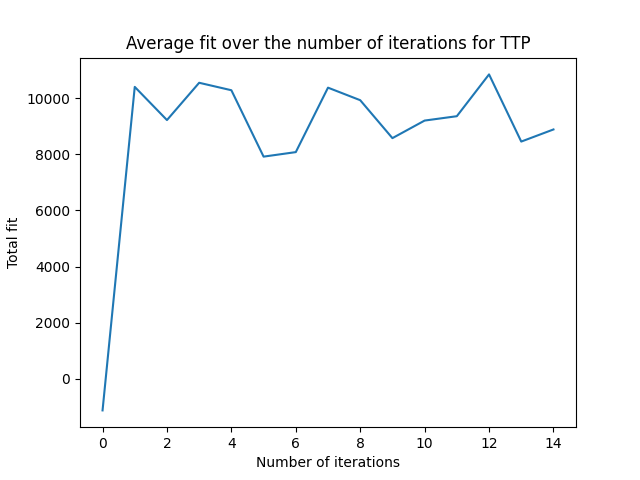 Average fit over the number of iterations for TTP
10000
8000
6000
4000
2000
0
Total fit
0 2 4 6 8 10 12 14
Number of iterations